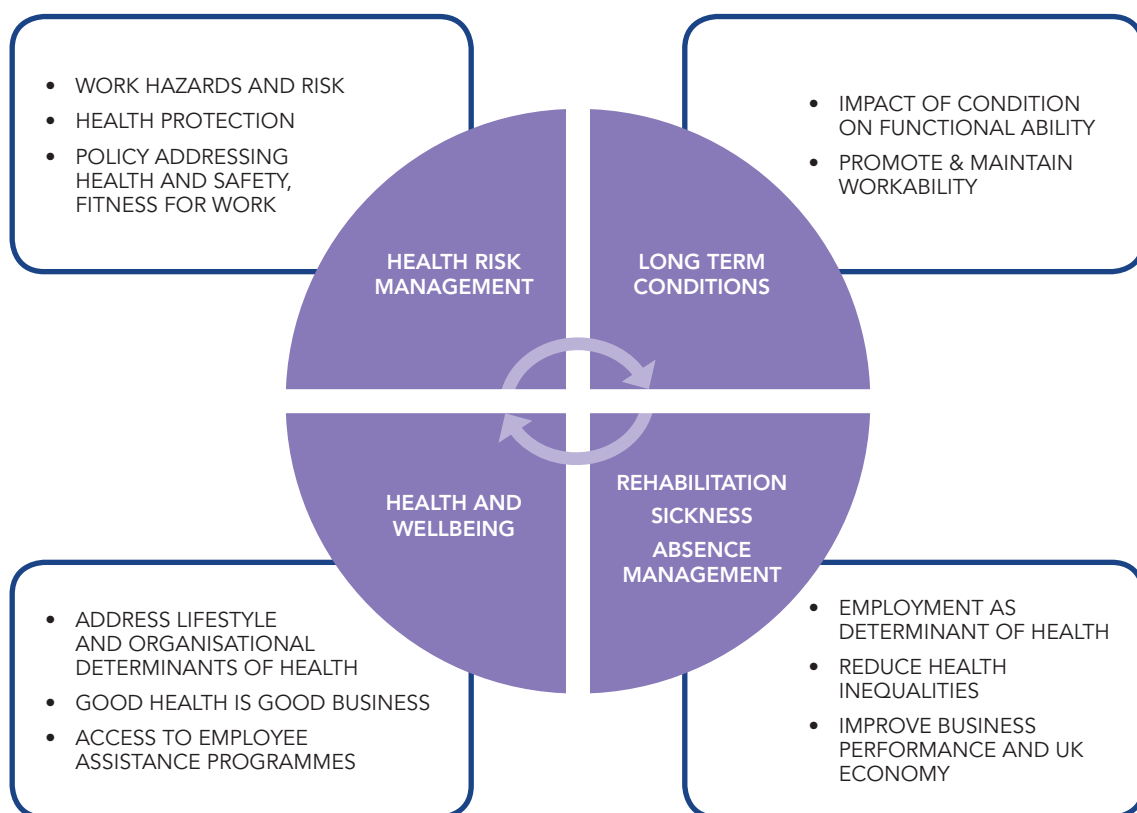 • WORK HAZARDS AND RISK
• HEALTH PROTECTION
• POLICY ADDRESSING
HEALTH AND SAFETY,
FITNESS FOR WORK
• IMPACT OF CONDITION
ON FUNCTIONAL ABILITY
• PROMOTE & MAINTAIN
WORKABILITY
HEALTH RISK
MANAGEMENT
LONG TERM
CONDITIONS
HEALTH AND
WELLBEING
REHABILITATION
SICKNESS
ABSENCE
MANAGEMENT
• ADDRESS LIFESTYLE
AND ORGANISATIONAL
DETERMINANTS OF HEALTH
• GOOD HEALTH IS GOOD BUSINESS
• ACCESS TO EMPLOYEE
ASSISTANCE PROGRAMMES
• EMPLOYMENT AS
DETERMINANT OF HEALTH
• REDUCE HEALTH
INEQUALITIES
• IMPROVE BUSINESS
PERFORMANCE AND UK
ECONOMY